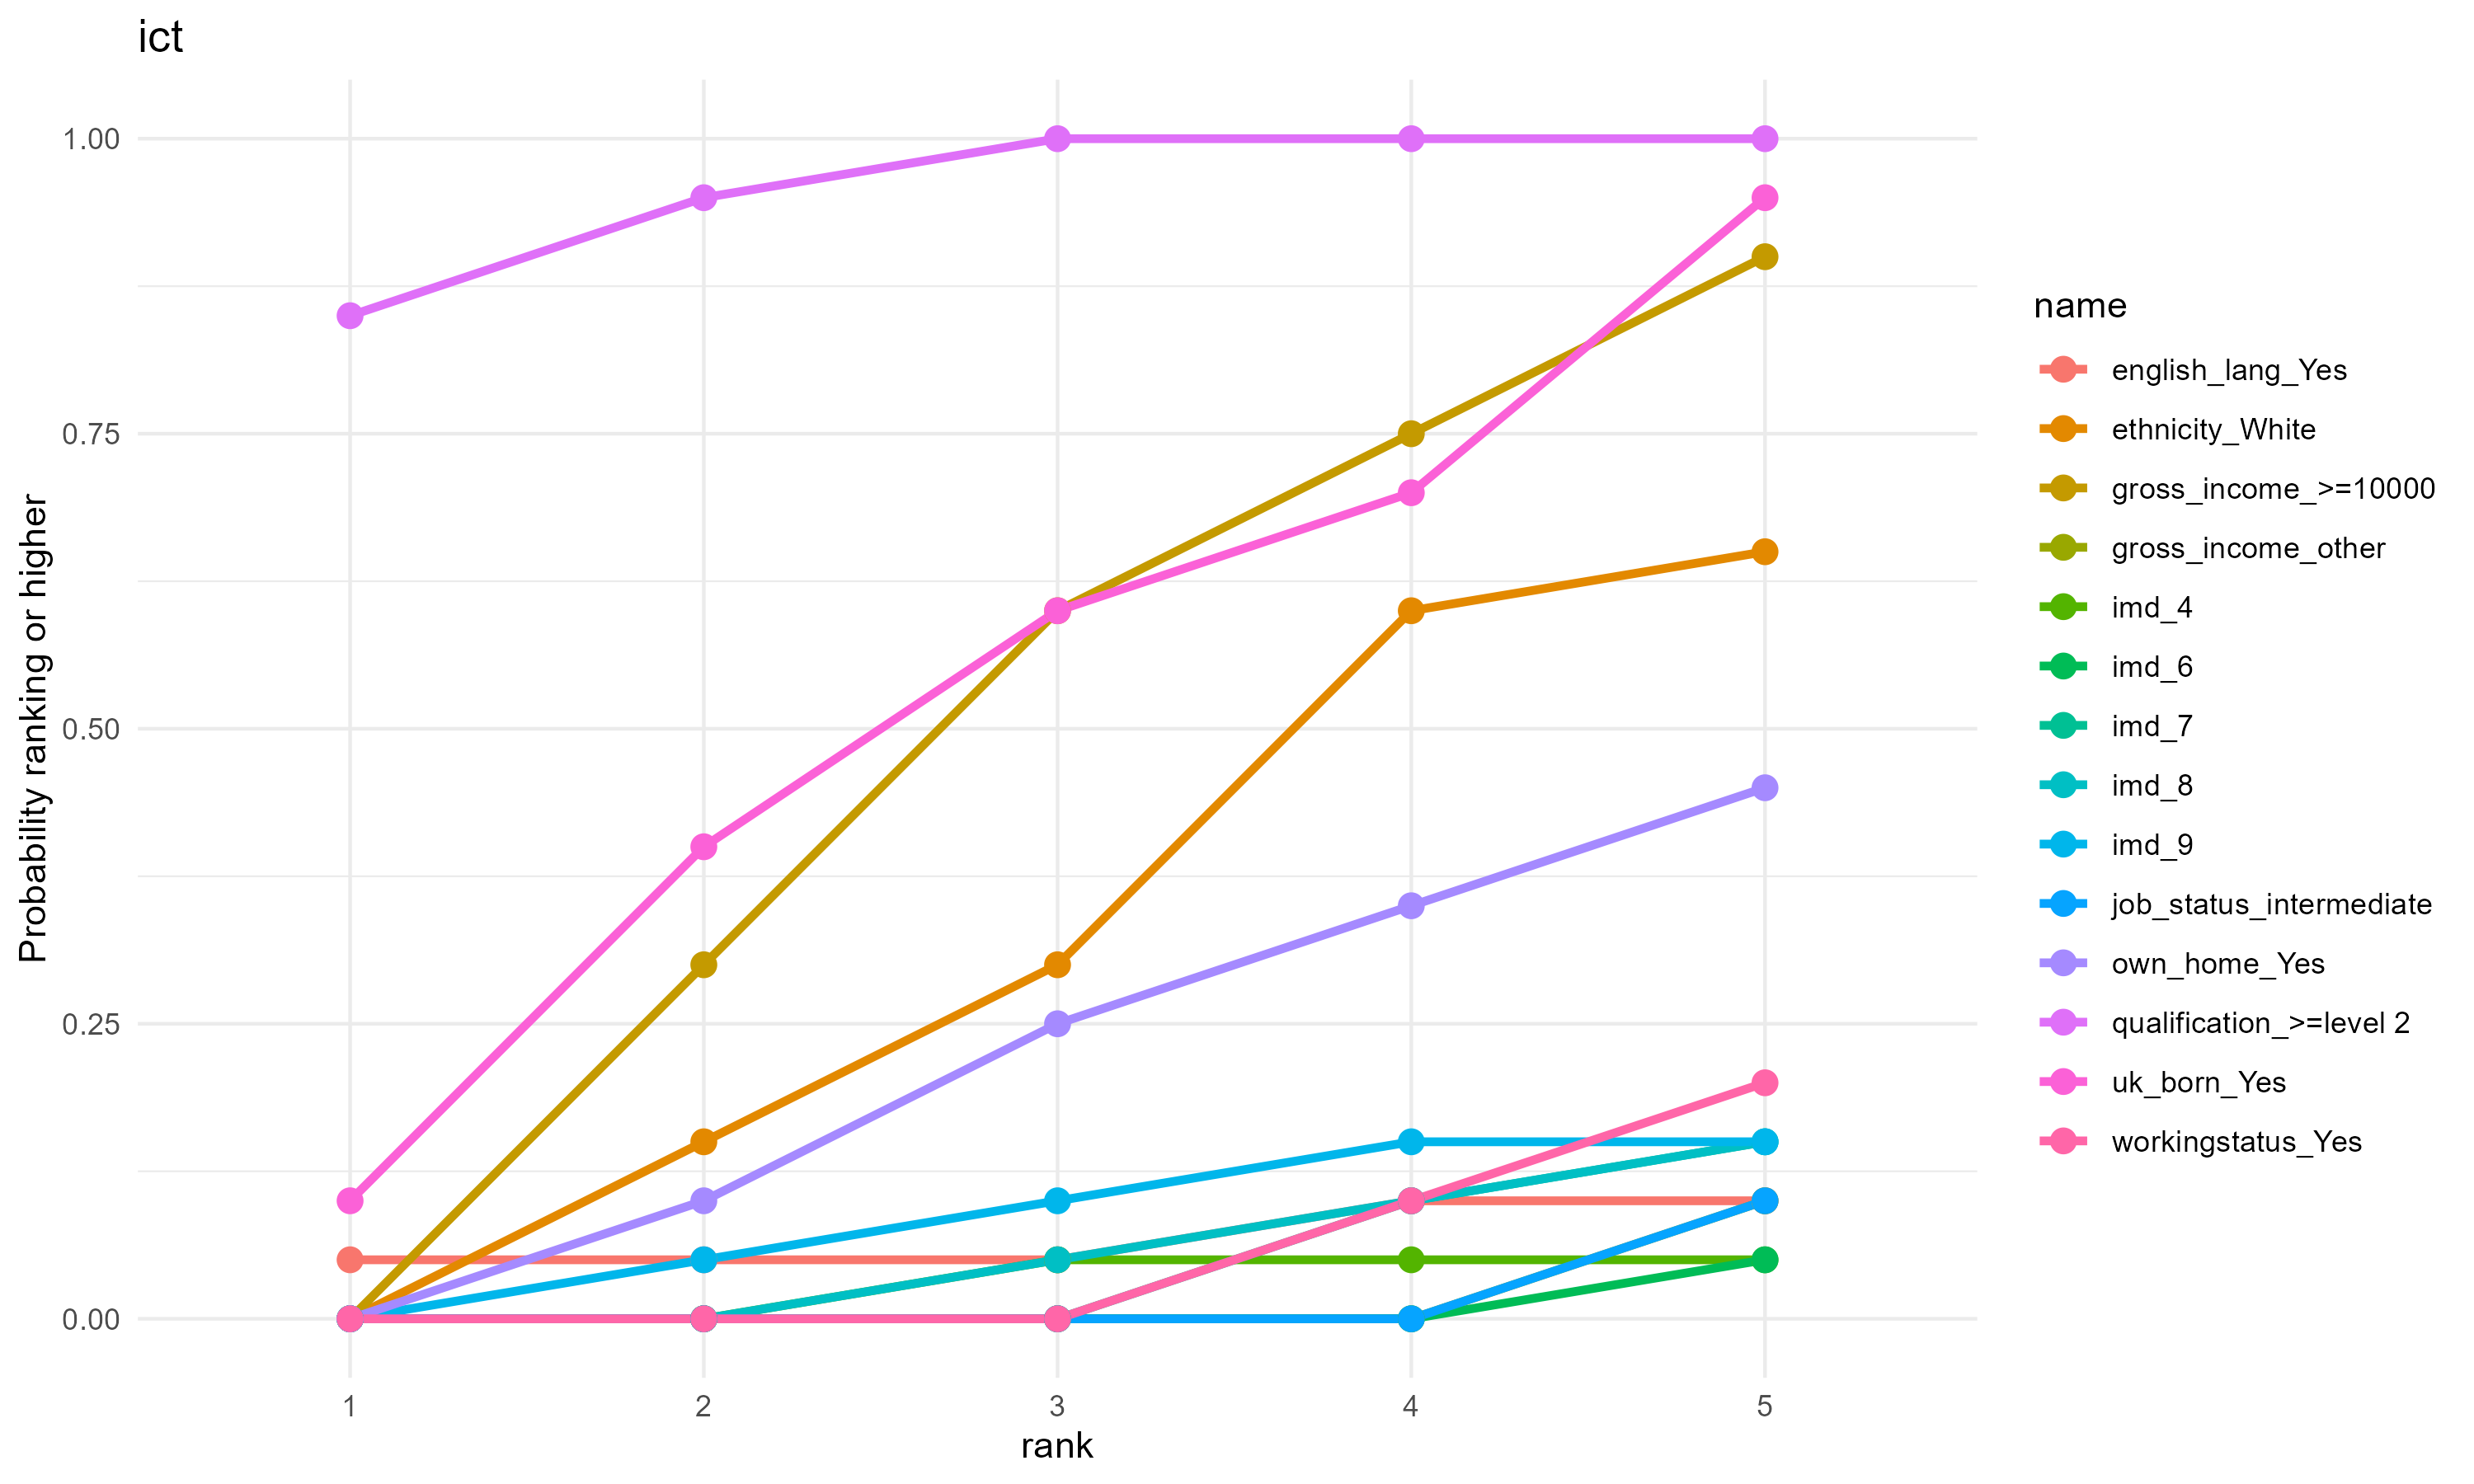 ict
1.00
0.75
0.50
0.25
0.00
Probability ranking or higher
1 2 3 4 5
rank
name
english_lang_Yes
ethnicity_White
gross_income_>=10000
gross_income_other
imd_4
imd_6
imd_7
imd_8
imd_9
job_status_intermediate
own_home_Yes
qualification_>=level 2
uk_born_Yes
workingstatus_Yes